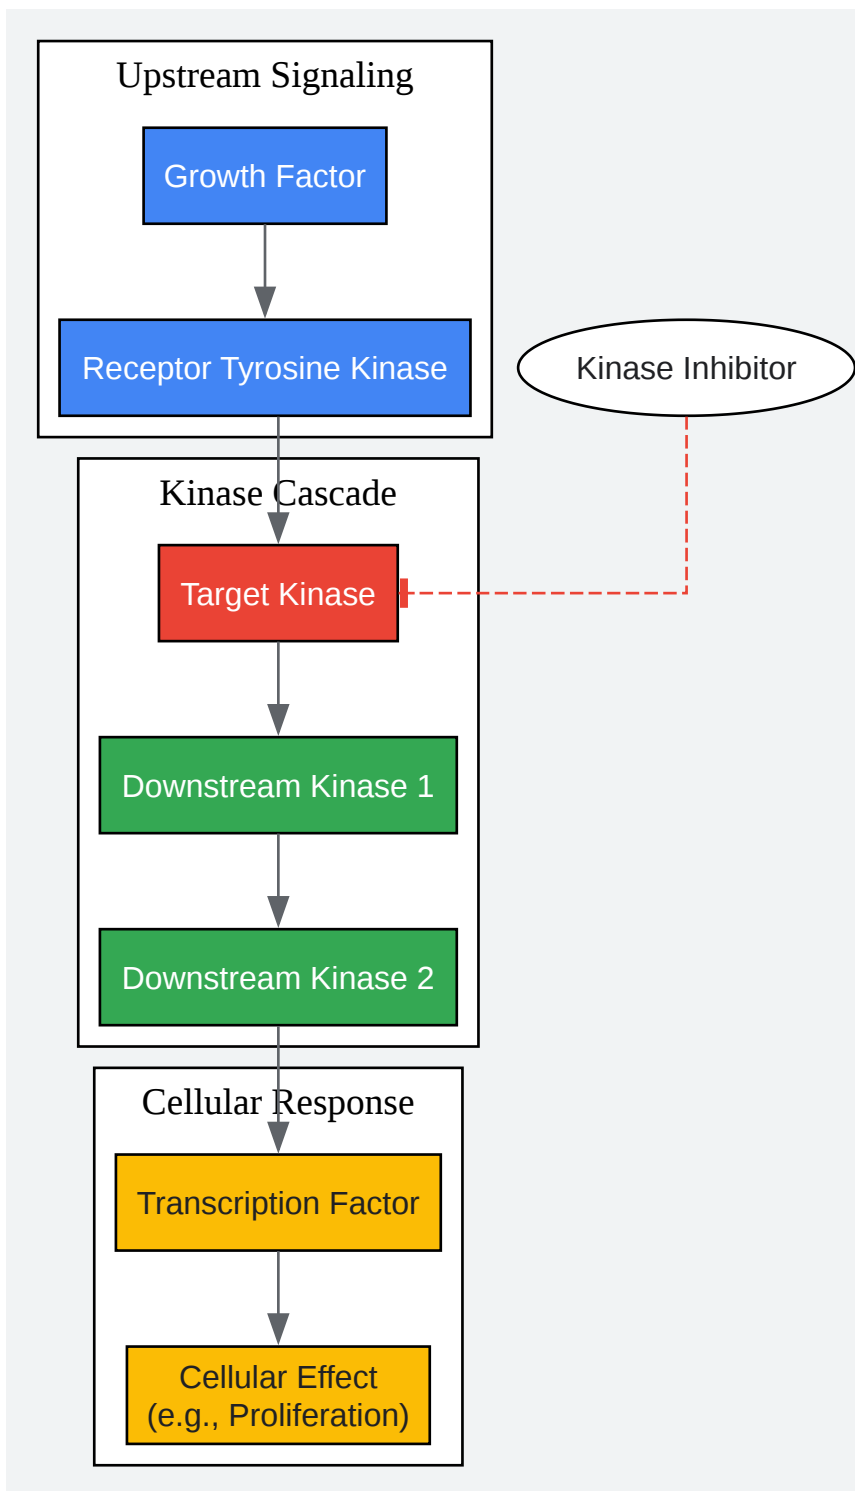 Upstream Signaling
Growth Factor
Receptor Tyrosine Kinase
Kinase Inhibitor
Kinase Cascade
Target Kinase
Downstream Kinase 1
Downstream Kinase 2
Cellular Response
Transcription Factor
Cellular Effect
(e.g., Proliferation)